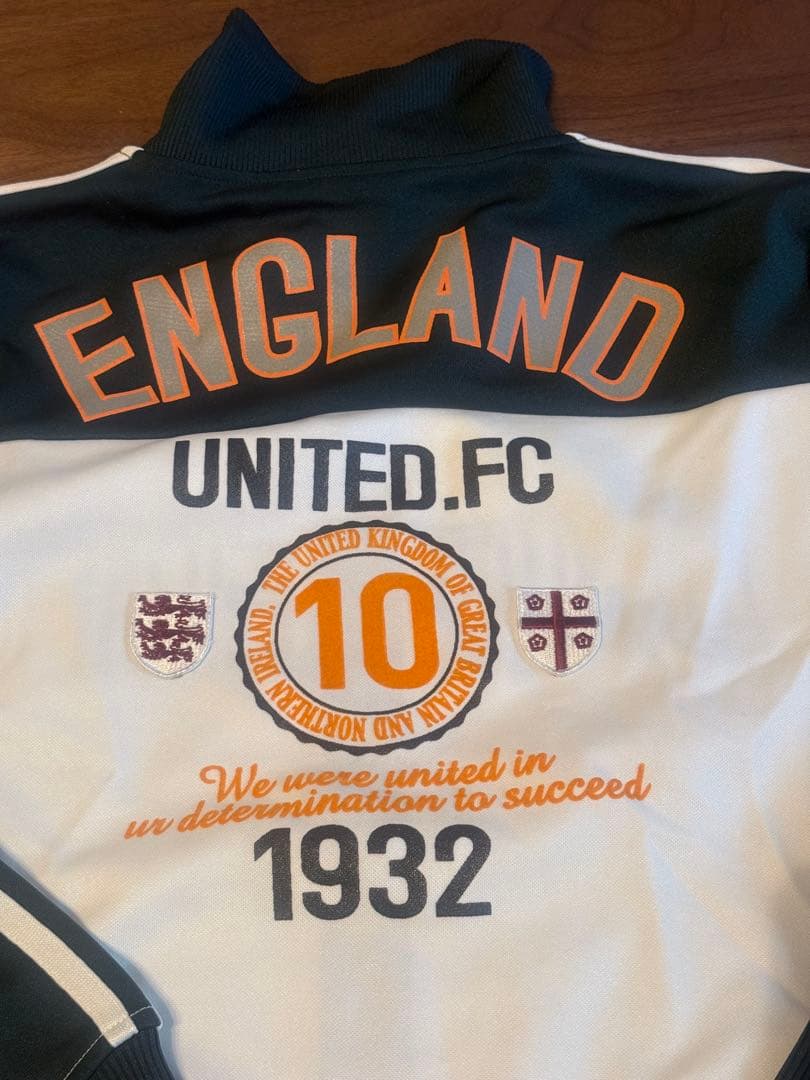 ENGLAND
UNITED.FC
THE UNITED KINGDOM OF GREAT BRITAIN AND NORTHERN IRELAND.
10
We were united in
ur determination to succeed
1932